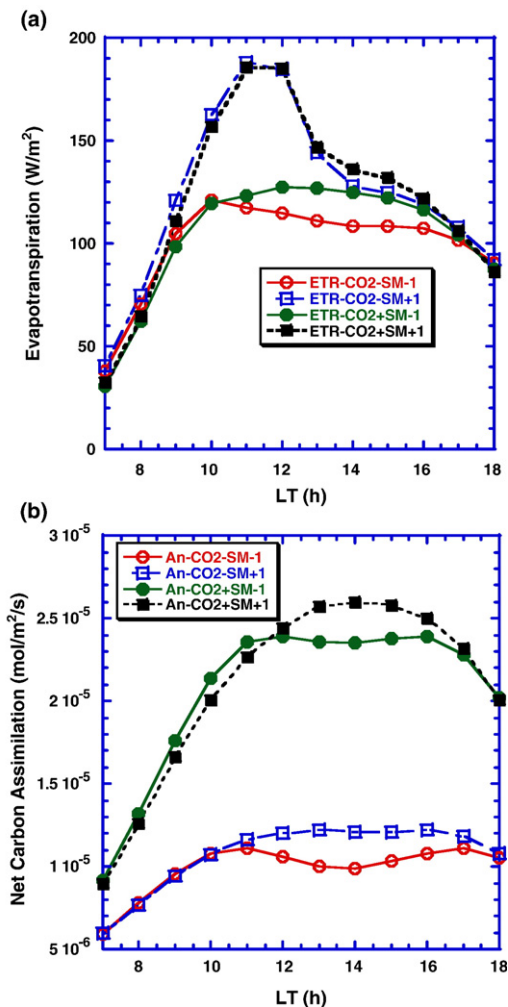 (a)
200
150
100
50
0
Evapotranspiration (W/m²)
ETR-CO2-SM-1
ETR-CO2-SM+1
ETR-CO2+SM-1
ETR-CO2+SM+1
8 10 12 14 16 18
LT (h)
(b)
3 10⁻⁵
2.5 10⁻⁵
2 10⁻⁵
1.5 10⁻⁵
1 10⁻⁵
5 10⁻⁶
Net Carbon Assimilation (mol/m²/s)
An-CO2-SM-1
An-CO2-SM+1
An-CO2+SM-1
An-CO2+SM+1
8 10 12 14 16 18
LT (h)